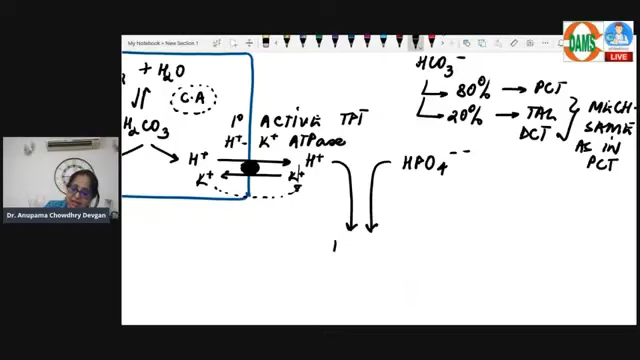 My Notebook > New Section 1
DAMS
LIVE
+ H2O
C.A
H2CO3
1° ACTIVE TPT
H+- K+ ATPase
H+
H+
K+
K+
HCO3-
80% → PCT
20% → TAL
DCT
MECH-
SAME
AS IN
PCT
HPO4--
Dr. Anupama Chowdhry Devgan